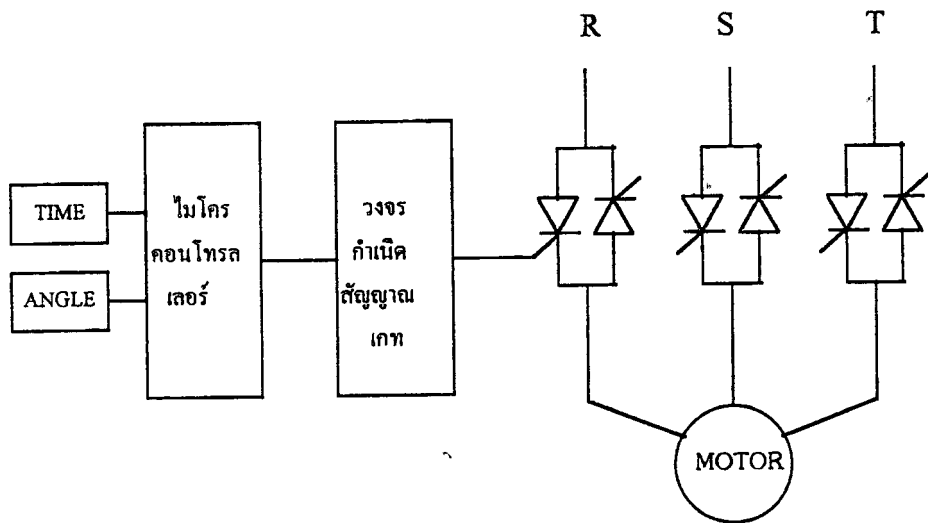 R S T
TIME
ANGLE
ไมโคร
คอนโทรล
เลอร์
วงจร
กำเนิด
สัญญาณ
เกท
MOTOR